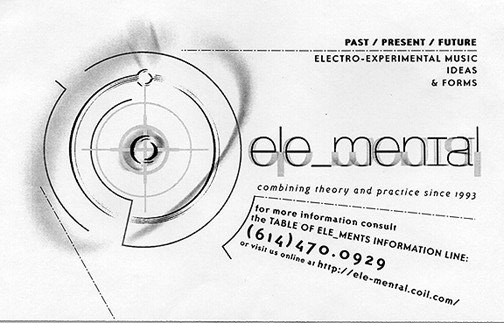 PAST / PRESENT / FUTURE
ELECTRO-EXPERIMENTAL MUSIC
IDEAS
& FORMS
ele_mental
combining theory and practice since 1993
for more information consult
the TABLE OF ELE_MENTS INFORMATION LINE:
(614)470.0929
or visit us online at http://ele-mental.coil.com/